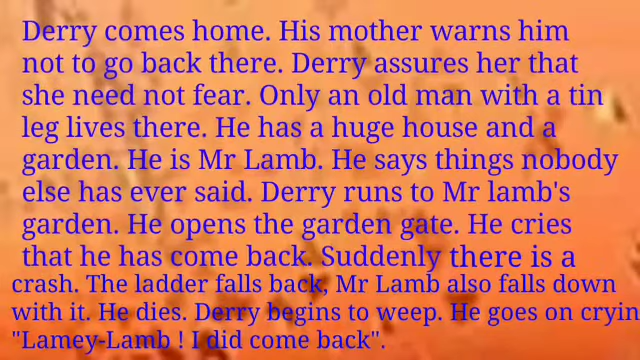 Derry comes home. His mother warns him
not to go back there. Derry assures her that
she need not fear. Only an old man with a tin
leg lives there. He has a huge house and a
garden. He is Mr Lamb. He says things nobody
else has ever said. Derry runs to Mr lamb's
garden. He opens the garden gate. He cries
that he has come back. Suddenly there is a
crash. The ladder falls back, Mr Lamb also falls down
with it. He dies. Derry begins to weep. He goes on cryin
"Lamey-Lamb ! I did come back".